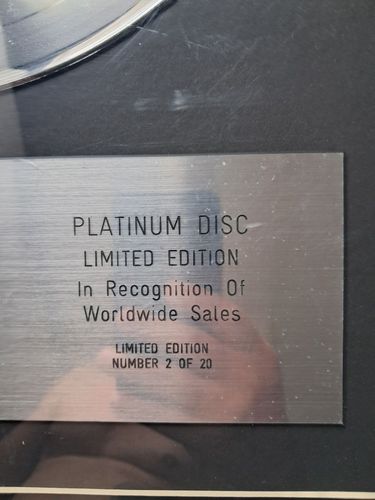 PLATINUM DISC
LIMITED EDITION
In Recognition Of
Worldwide Sales
LIMITED EDITION
NUMBER 2 OF 20